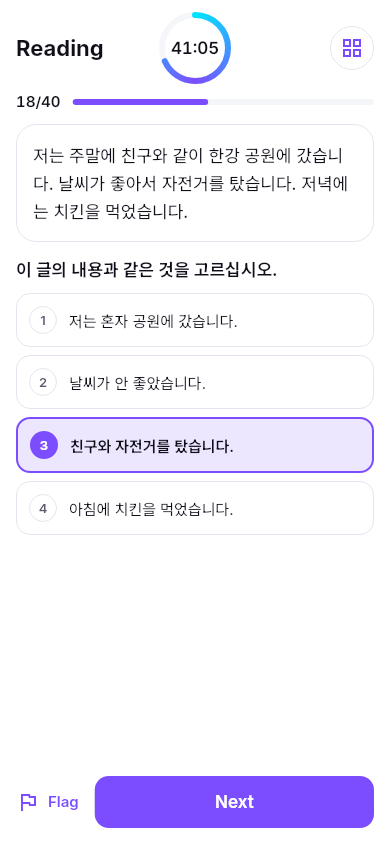 Reading
41:05
18/40
저는 주말에 친구와 같이 한강 공원에 갔습니
다. 날씨가 좋아서 자전거를 탔습니다. 저녁에
는 치킨을 먹었습니다.
이 글의 내용과 같은 것을 고르십시오.
1 저는 혼자 공원에 갔습니다.
2 날씨가 안 좋았습니다.
3 친구와 자전거를 탔습니다.
4 아침에 치킨을 먹었습니다.
Flag
Next